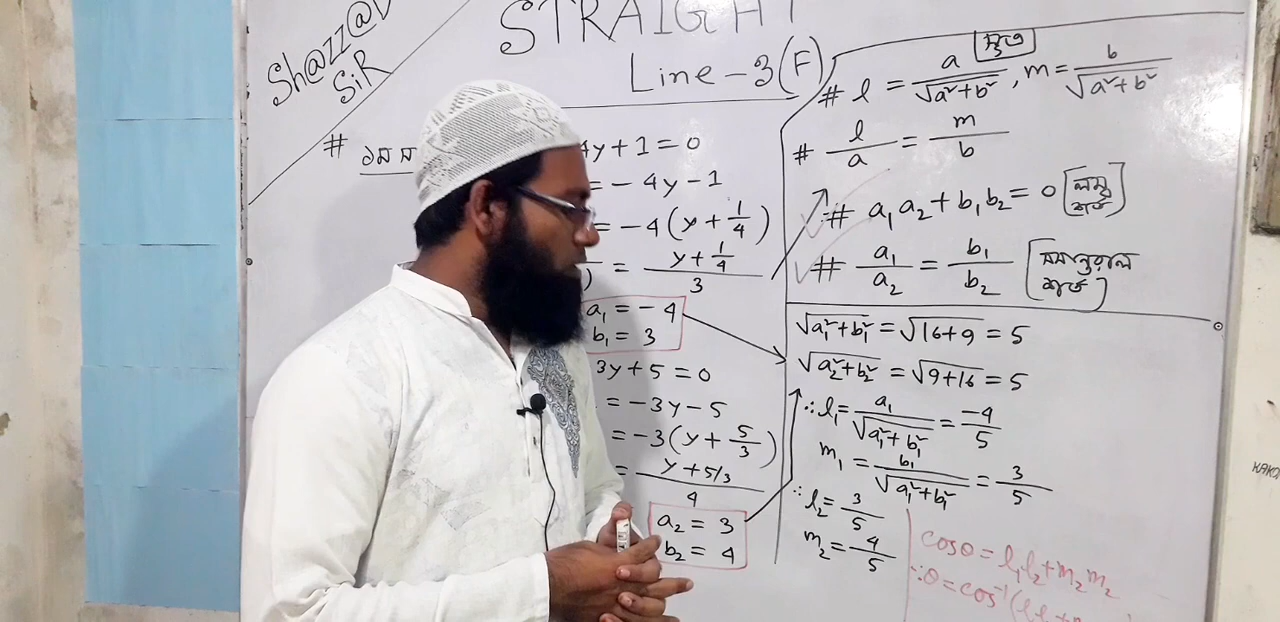 Sh@zz@D
SiR
STRAIGHT
Line - 3 (F)
#
4y + 1 = 0
= - 4y - 1
= - 4 (y + 1/4)
) = (y + 1/4)/3
a₁ = - 4
b₁ = 3
3y + 5 = 0
= -3y - 5
= -3 (y + 5/3)
= (y + 5/3)/4
a₂ = 3
b₂ = 4
সূত্র
# l = a/√(a²+b²), m = b/√(a²+b²)
# l/a = m/b
# a₁a₂ + b₁b₂ = 0 [লম্ব
শর্ত]
# a₁/a₂ = b₁/b₂ [সমান্তরাল
শর্ত]
√(a₁²+b₁²) = √(16+9) = 5
√(a₂²+b₂²) = √(9+16) = 5
∴ l₁ = a₁/√(a₁²+b₁²) = -4/5
m₁ = b₁/√(a₁²+b₁²) = 3/5
∴ l₂ = 3/5
m₂ = 4/5
cosθ = l₁l₂ + m₂m₂
∴ θ = cos⁻¹(